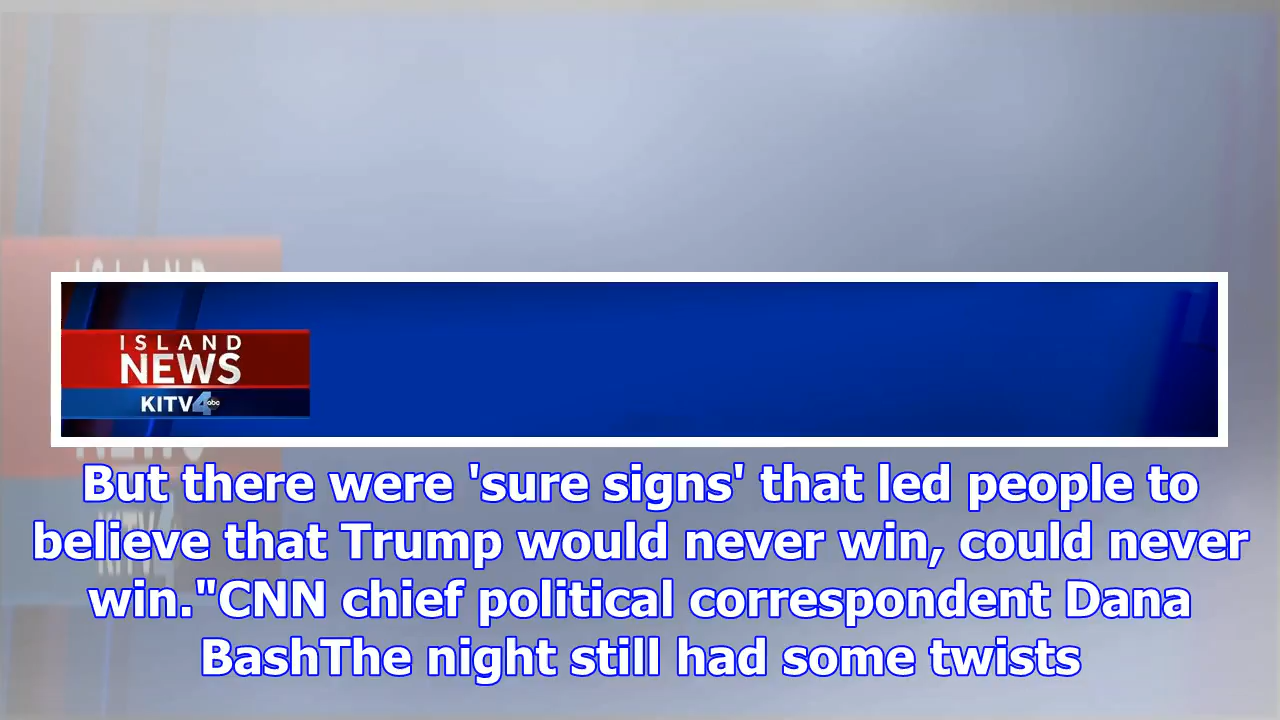 ISLAND
NEWS
KITV4 abc
But there were 'sure signs' that led people to
believe that Trump would never win, could never
win."CNN chief political correspondent Dana
BashThe night still had some twists